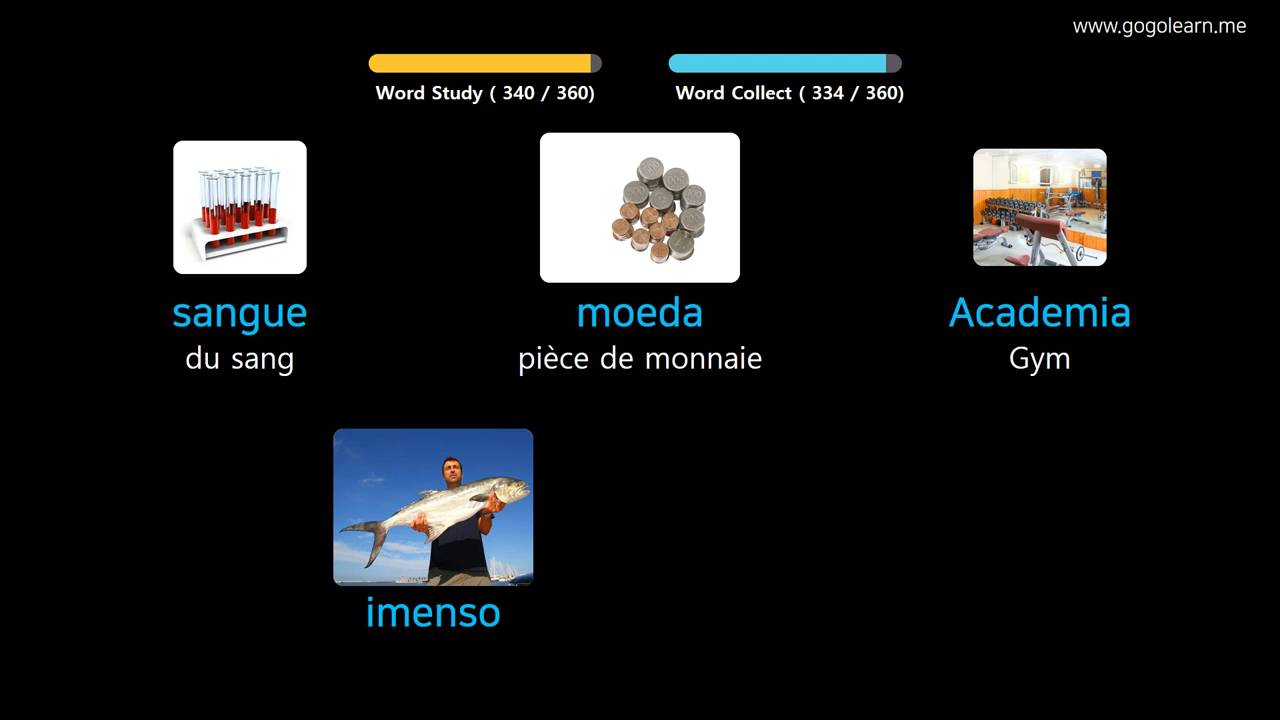 www.gogolearn.me
Word Study ( 340 / 360)
Word Collect ( 334 / 360)
sangue
du sang
moeda
pièce de monnaie
Academia
Gym
imenso